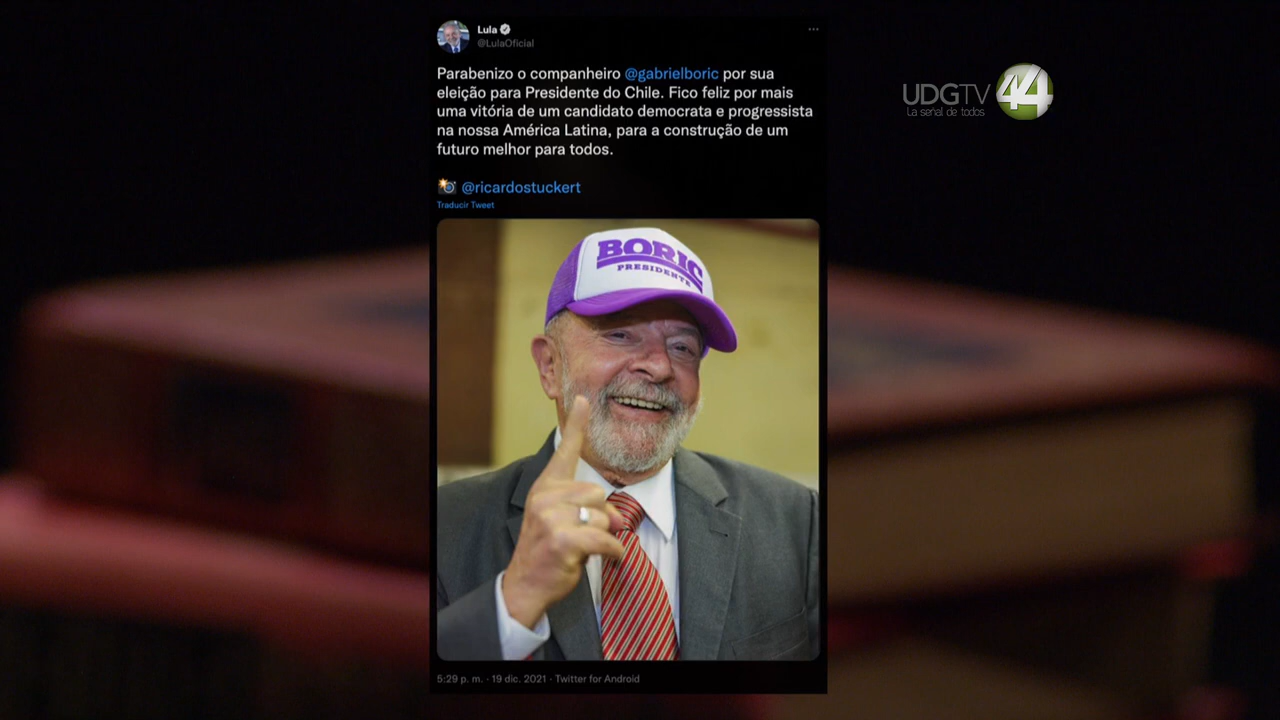 Lula
@LulaOficial
Parabenizo o companheiro @gabrielboric por sua
eleição para Presidente do Chile. Fico feliz por mais
uma vitória de um candidato democrata e progressista
na nossa América Latina, para a construção de um
futuro melhor para todos.
@ricardostuckert
Traducir Tweet
BORIC
PRESIDENTE
5:29 p. m. · 19 dic. 2021 · Twitter for Android
UDGTV 44
La señal de todos